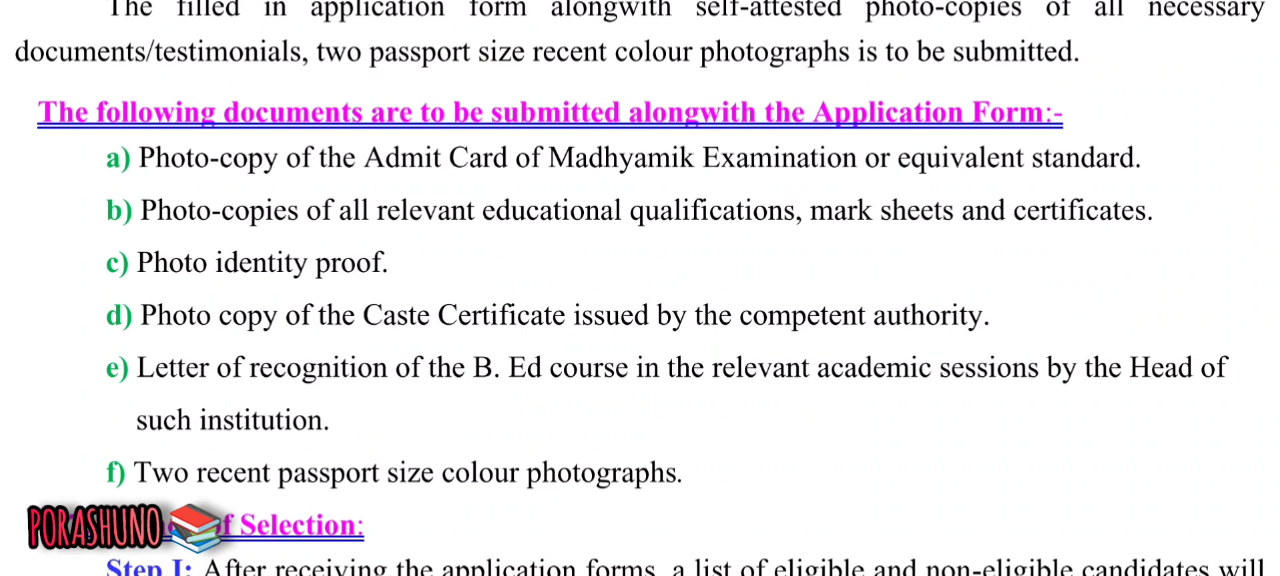 The filled in application form alongwith self-attested photo-copies of all necessary
documents/testimonials, two passport size recent colour photographs is to be submitted.
The following documents are to be submitted alongwith the Application Form:-
a) Photo-copy of the Admit Card of Madhyamik Examination or equivalent standard.
b) Photo-copies of all relevant educational qualifications, mark sheets and certificates.
c) Photo identity proof.
d) Photo copy of the Caste Certificate issued by the competent authority.
e) Letter of recognition of the B. Ed course in the relevant academic sessions by the Head of
such institution.
f) Two recent passport size colour photographs.
PORASHUNO
of Selection:
Step I: After receiving the application forms, a list of eligible and non-eligible candidates will